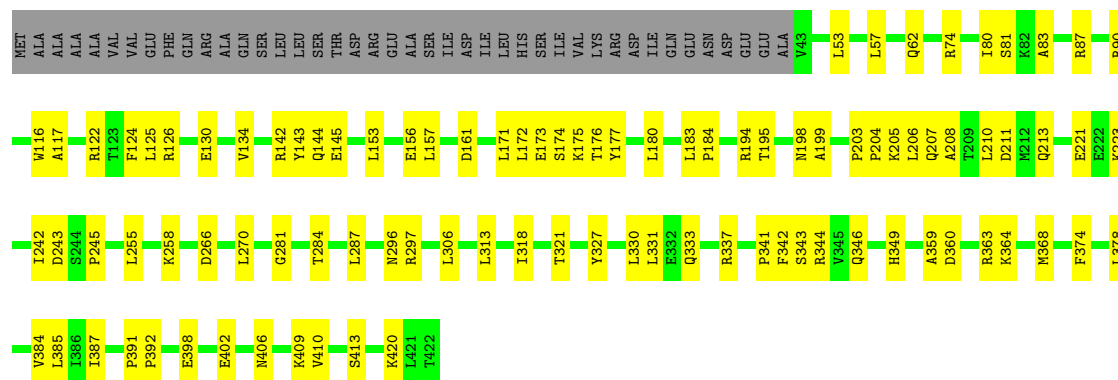 MET ALA ALA ALA ALA VAL VAL GLU PHE GLN ARG ALA GLN SER LEU LEU SER THR ASP ARG GLU ALA SER ILE ASP ILE LEU HIS SER ILE VAL LYS ARG ASP ILE GLN GLU ASN ASP GLU GLU ALA V43 L53 L57 Q62 R74 I80 S81 K82 A83 R87
W116 A117 R122 T123 F124 L125 R126 E130 V134 R142 Y143 Q144 E145 L153 E156 L157 D161 L171 L172 E173 S174 K175 T176 Y177 L180 L183 P184 R194 T195 N198 A199 P203 P204 K205 L206 Q207 A208 T209 L210 D211 M212 Q213 E221 E222 K223
I242 D243 S244 P245 L255 K258 D266 L270 G281 T284 L287 N296 R297 L306 L313 I318 T321 Y327 L330 L331 E332 Q333 R337 P341 F342 S343 R344 V345 Q346 H349 A359 D360 R363 K364 M368 F374 L378
V384 L385 I386 I387 P391 P392 E398 E402 N406 K409 V410 S413 K420 L421 T422